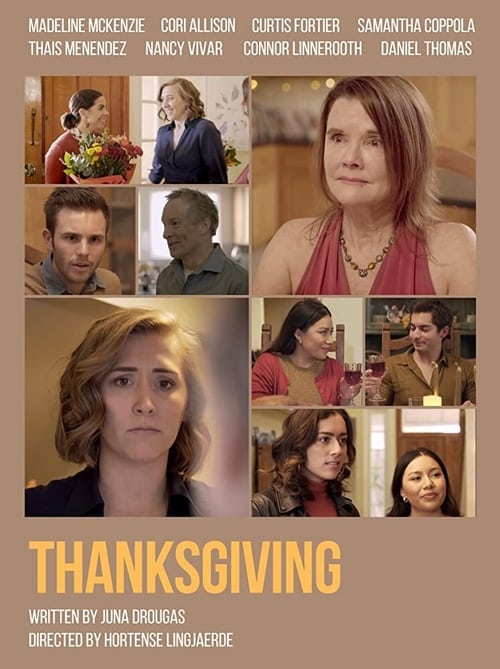 MADELINE MCKENZIE CORI ALLISON CURTIS FORTIER SAMANTHA COPPOLA
THAIS MENENDEZ NANCY VIVAR CONNOR LINNEROOTH DANIEL THOMAS
THANKSGIVING
WRITTEN BY JUNA DROUGAS
DIRECTED BY HORTENSE LINGJAERDE